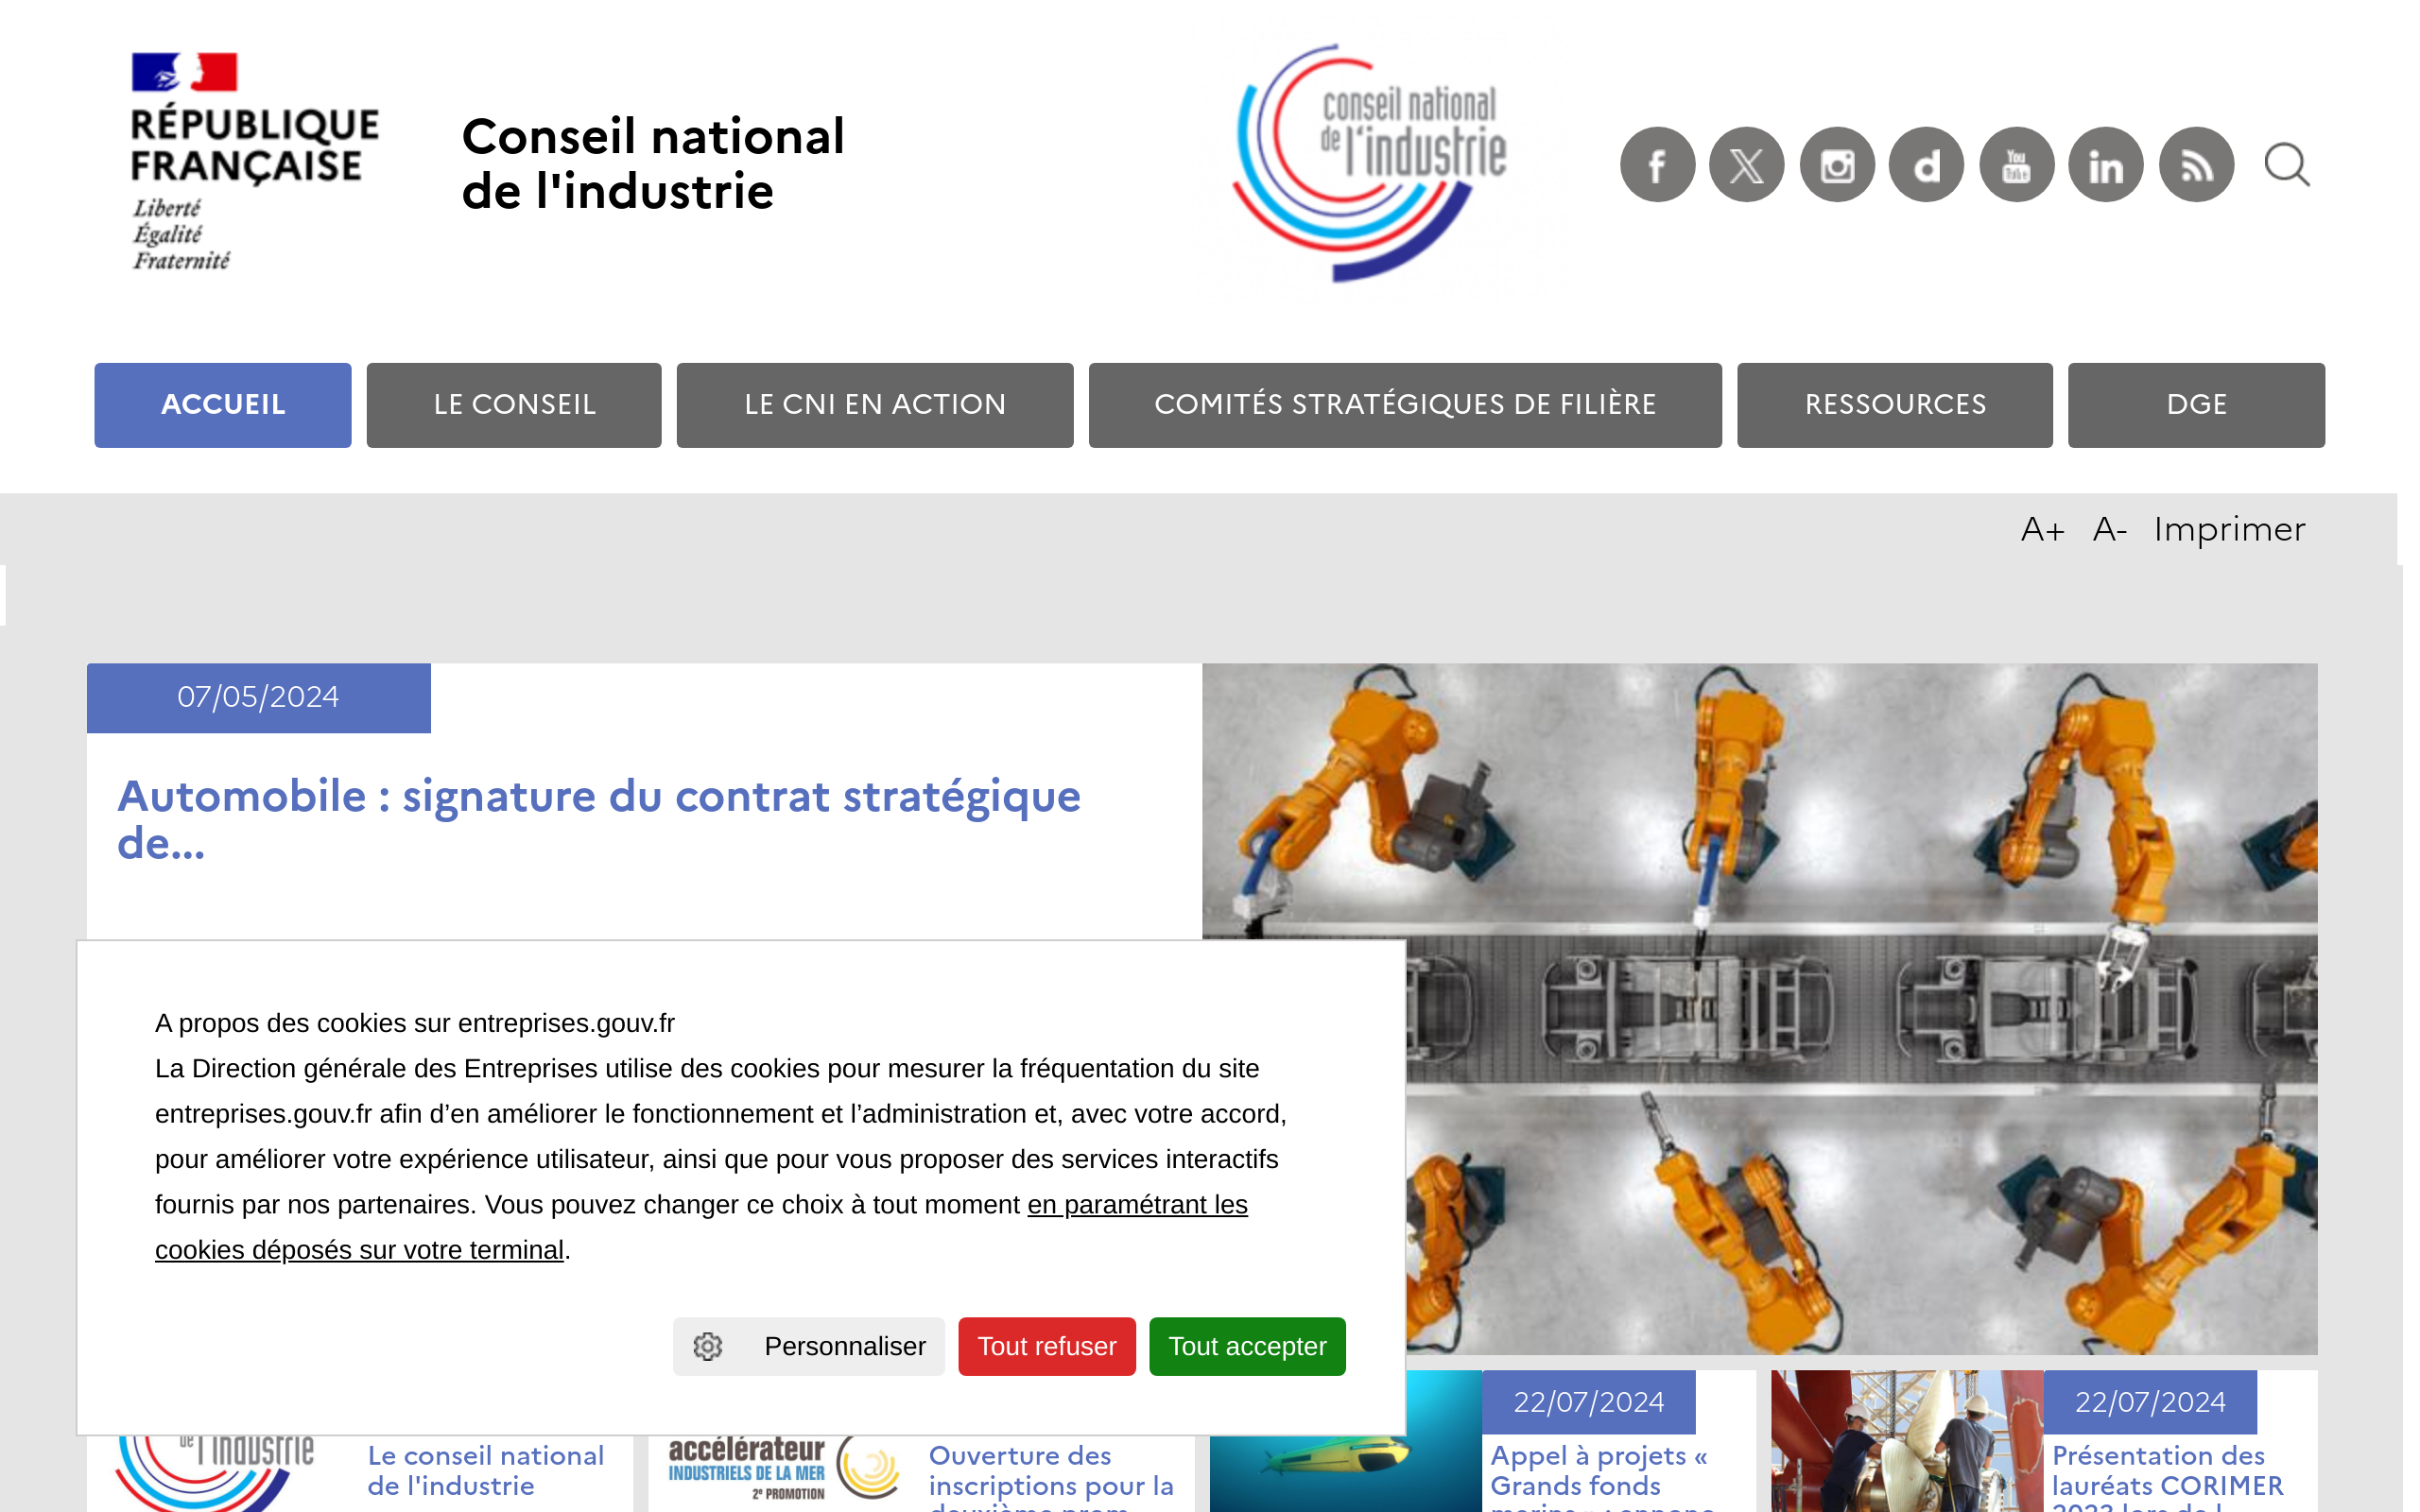 RÉPUBLIQUE
FRANÇAISE
Liberté
Égalité
Fraternité
Conseil national
de l'industrie
conseil national
de l'industrie
ACCUEIL
LE CONSEIL
LE CNI EN ACTION
COMITÉS STRATÉGIQUES DE FILIÈRE
RESSOURCES
DGE
A+ A- Imprimer
07/05/2024
Automobile : signature du contrat stratégique
de...
A propos des cookies sur entreprises.gouv.fr
La Direction générale des Entreprises utilise des cookies pour mesurer la fréquentation du site
entreprises.gouv.fr afin d’en améliorer le fonctionnement et l’administration et, avec votre accord,
pour améliorer votre expérience utilisateur, ainsi que pour vous proposer des services interactifs
fournis par nos partenaires. Vous pouvez changer ce choix à tout moment en paramétrant les
cookies déposés sur votre terminal.
Personnaliser
Tout refuser
Tout accepter
de l'industrie
Le conseil national
de l'industrie
accélérateur
INDUSTRIELS DE LA MER
2e PROMOTION
Ouverture des
inscriptions pour la
22/07/2024
Appel à projets «
Grands fonds
22/07/2024
Présentation des
lauréats CORIMER